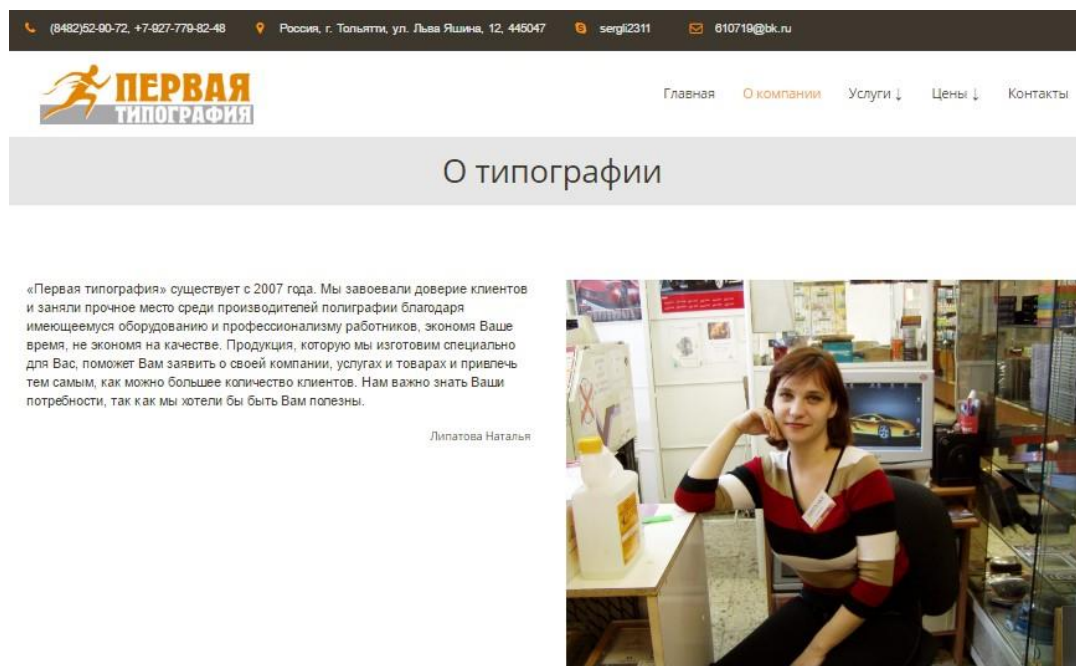 (8482)52-90-72, +7-927-779-82-48 Россия, г. Тольятти, ул. Льва Яшина, 12, 445047 sergli2311 610719@bk.ru
ПЕРВАЯ
ТИПОГРАФИЯ
Главная О компании Услуги ↓ Цены ↓ Контакты
О типографии
«Первая типография» существует с 2007 года. Мы завоевали доверие клиентов
и заняли прочное место среди производителей полиграфии благодаря
имеющемуся оборудованию и профессионализму работников, экономя Ваше
время, не экономя на качестве. Продукция, которую мы изготовим специально
для Вас, поможет Вам заявить о своей компании, услугах и товарах и привлечь
тем самым, как можно большее количество клиентов. Нам важно знать Ваши
потребности, так как мы хотели бы быть Вам полезны.
Липатова Наталья